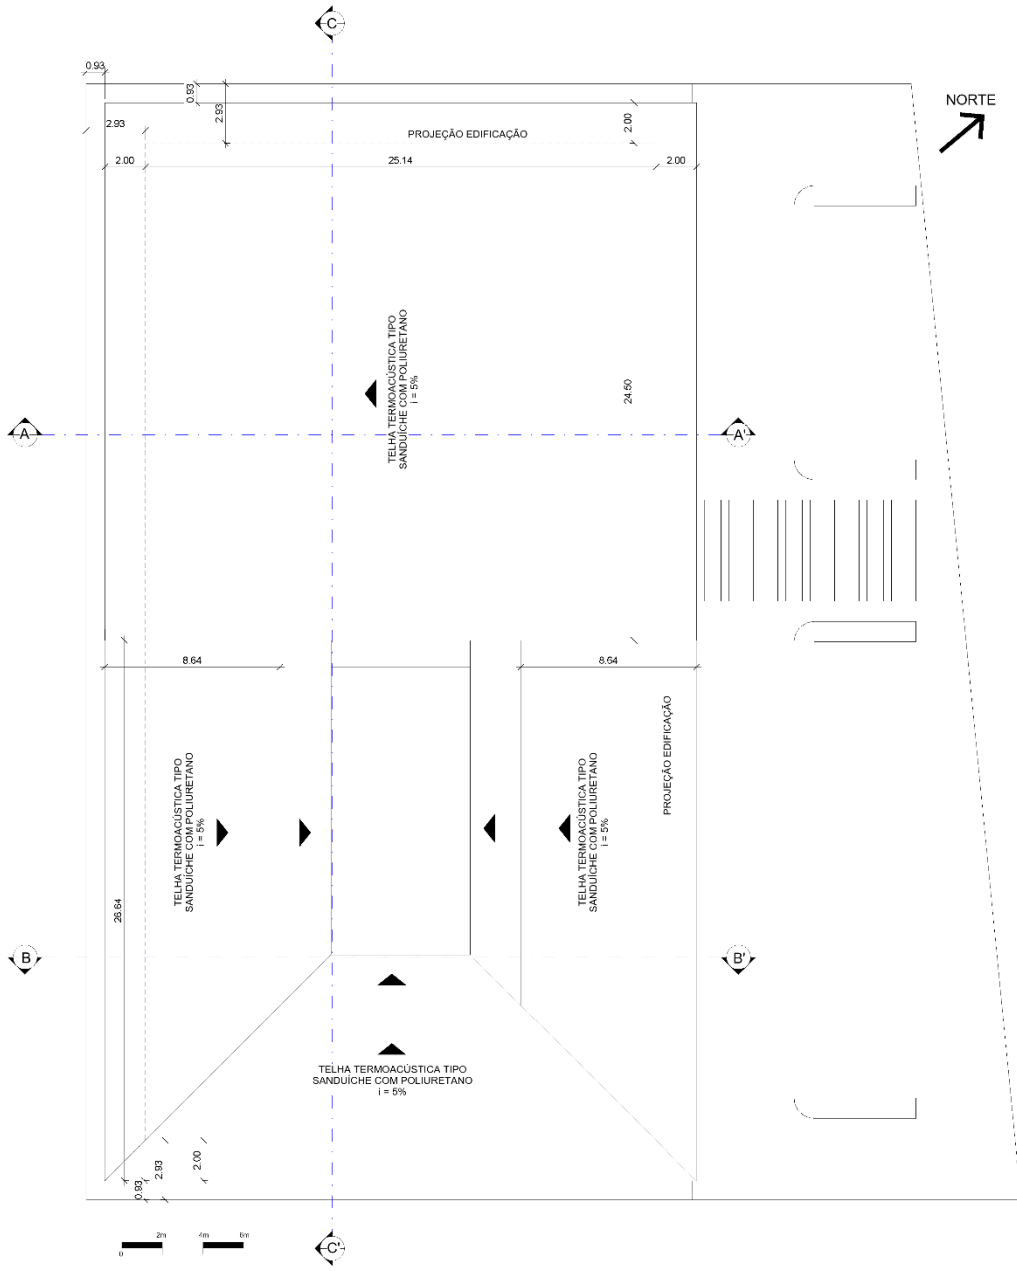 C
0.93
0.93
2.93
2.93
2.00
NORTE
PROJEÇÃO EDIFICAÇÃO
2.00
25.14
2.00
TELHA TERMOACÚSTICA TIPO
SANDUÍCHE COM POLIURETANO
i = 5%
24.50
A
A'
8.64
8.64
PROJEÇÃO EDIFICAÇÃO
TELHA TERMOACÚSTICA TIPO
SANDUÍCHE COM POLIURETANO
i = 5%
TELHA TERMOACÚSTICA TIPO
SANDUÍCHE COM POLIURETANO
i = 5%
26.64
B
B'
TELHA TERMOACÚSTICA TIPO
SANDUÍCHE COM POLIURETANO
i = 5%
0.93
2.93
2.00
0
2m
4m
6m
C'